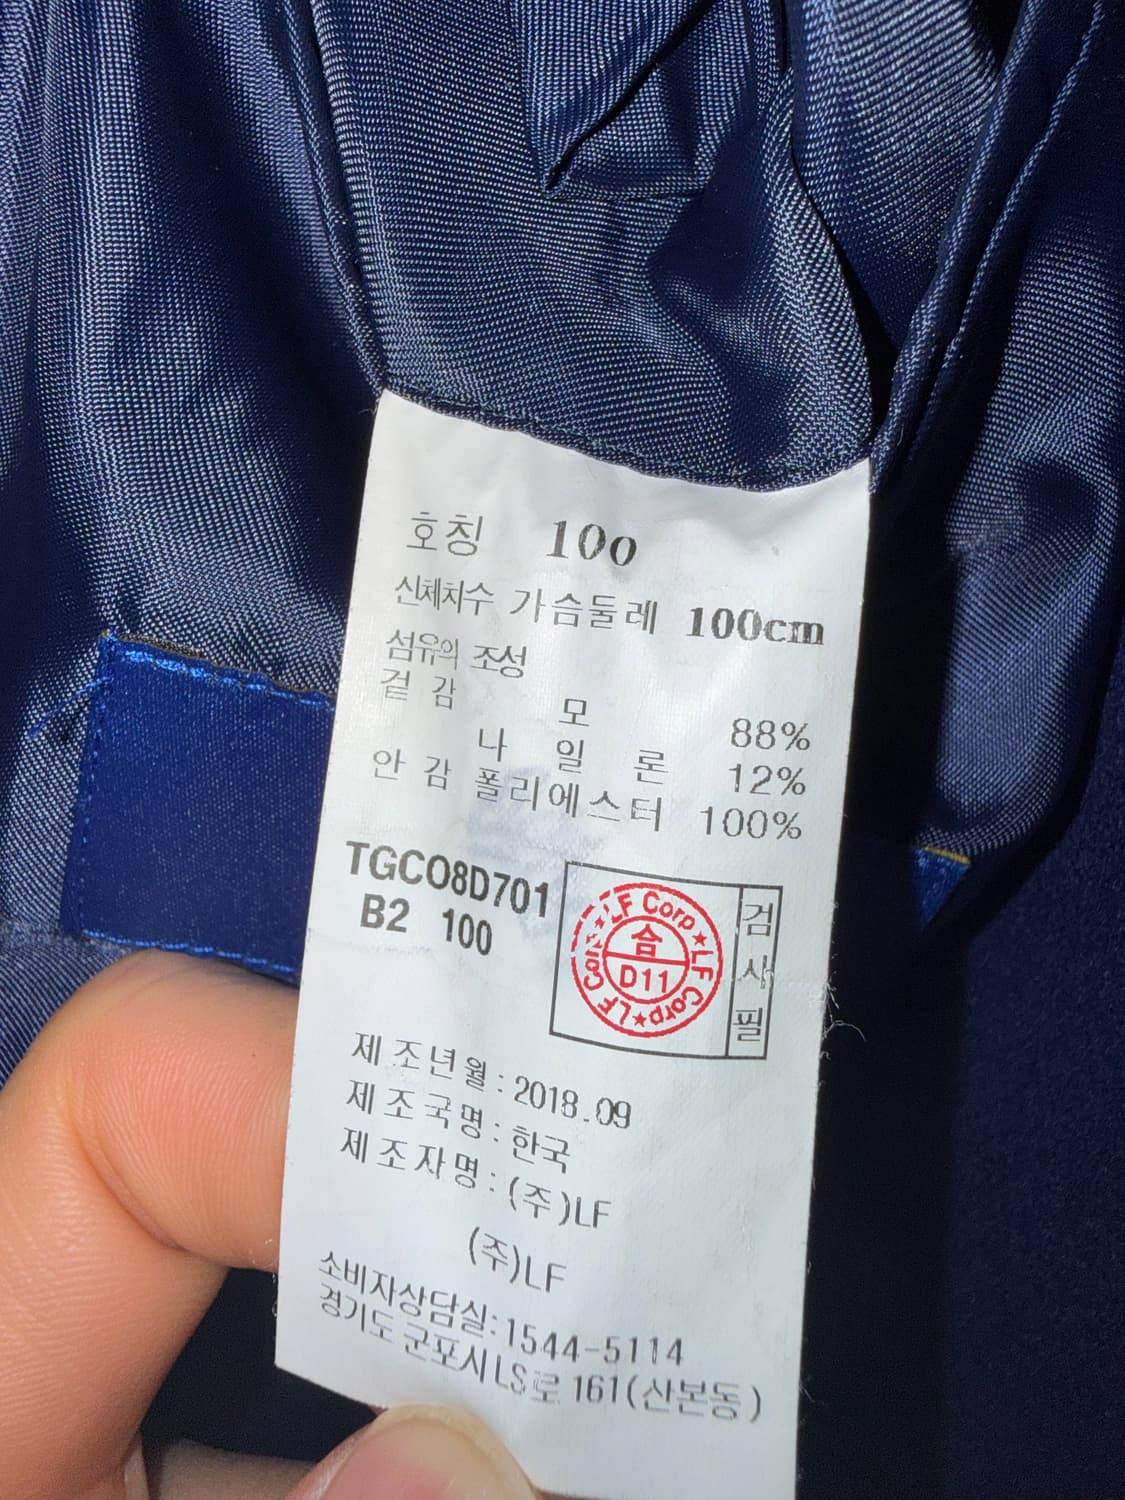 호칭 100
신체치수 가슴둘레 100cm
섬유의 조성
겉감 모 88%
나일론 12%
안감 폴리에스터 100%
TGCO8D701
B2 100
LF Corp★LF Corp★LF Corp★
合
D11
검사필
제조년월 : 2018.09
제조국명 : 한국
제조자명 : (주)LF
(주)LF
소비자상담실:1544-5114
경기도 군포시 LS로 161(산본동)